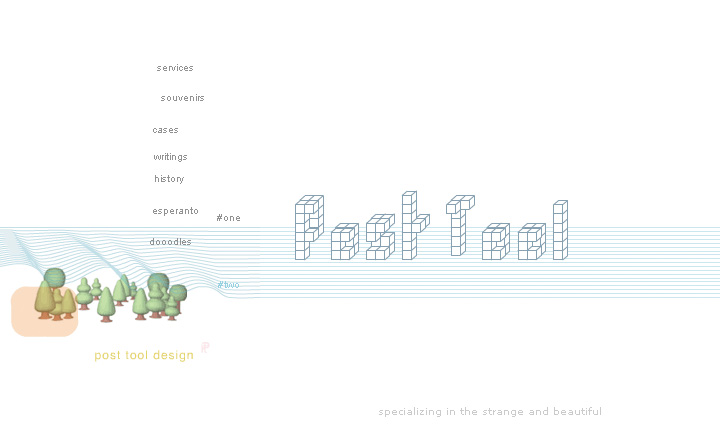 services
souvenirs
cases
writings
history
esperanto
#one
dooodles
Post Tool
#two
post tool design
specializing in the strange and beautiful